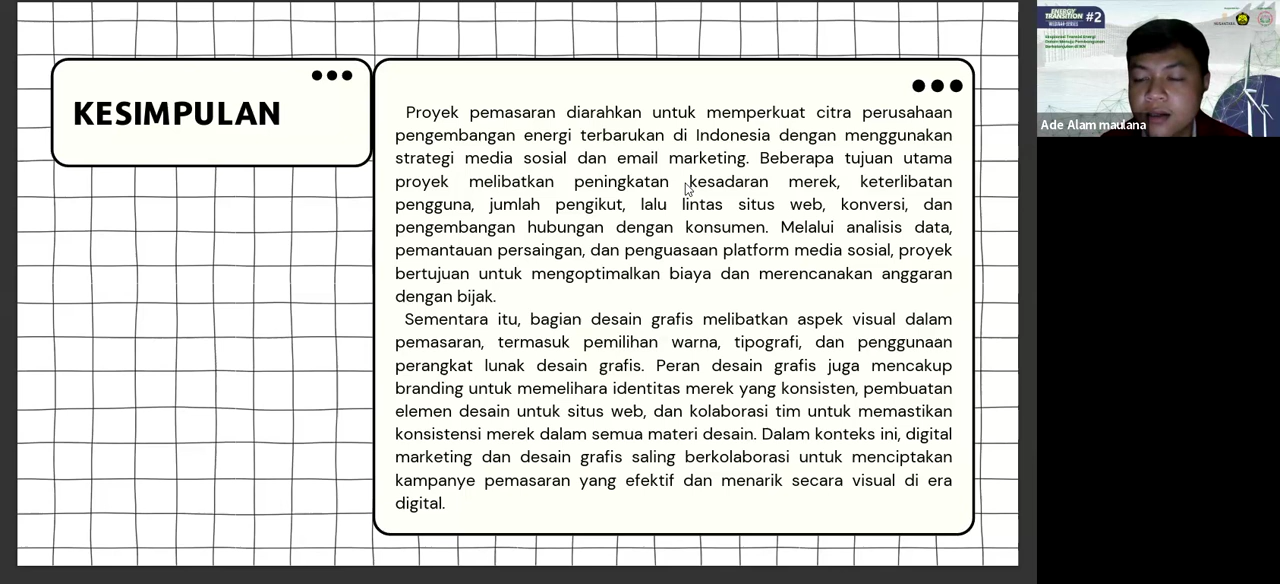 KESIMPULAN
Proyek pemasaran diarahkan untuk memperkuat citra perusahaan
pengembangan energi terbarukan di Indonesia dengan menggunakan
strategi media sosial dan email marketing. Beberapa tujuan utama
proyek melibatkan peningkatan kesadaran merek, keterlibatan
pengguna, jumlah pengikut, lalu lintas situs web, konversi, dan
pengembangan hubungan dengan konsumen. Melalui analisis data,
pemantauan persaingan, dan penguasaan platform media sosial, proyek
bertujuan untuk mengoptimalkan biaya dan merencanakan anggaran
dengan bijak.
Sementara itu, bagian desain grafis melibatkan aspek visual dalam
pemasaran, termasuk pemilihan warna, tipografi, dan penggunaan
perangkat lunak desain grafis. Peran desain grafis juga mencakup
branding untuk memelihara identitas merek yang konsisten, pembuatan
elemen desain untuk situs web, dan kolaborasi tim untuk memastikan
konsistensi merek dalam semua materi desain. Dalam konteks ini, digital
marketing dan desain grafis saling berkolaborasi untuk menciptakan
kampanye pemasaran yang efektif dan menarik secara visual di era
digital.
ENERGY
TRANSITION
#2
Ade Alam maulana